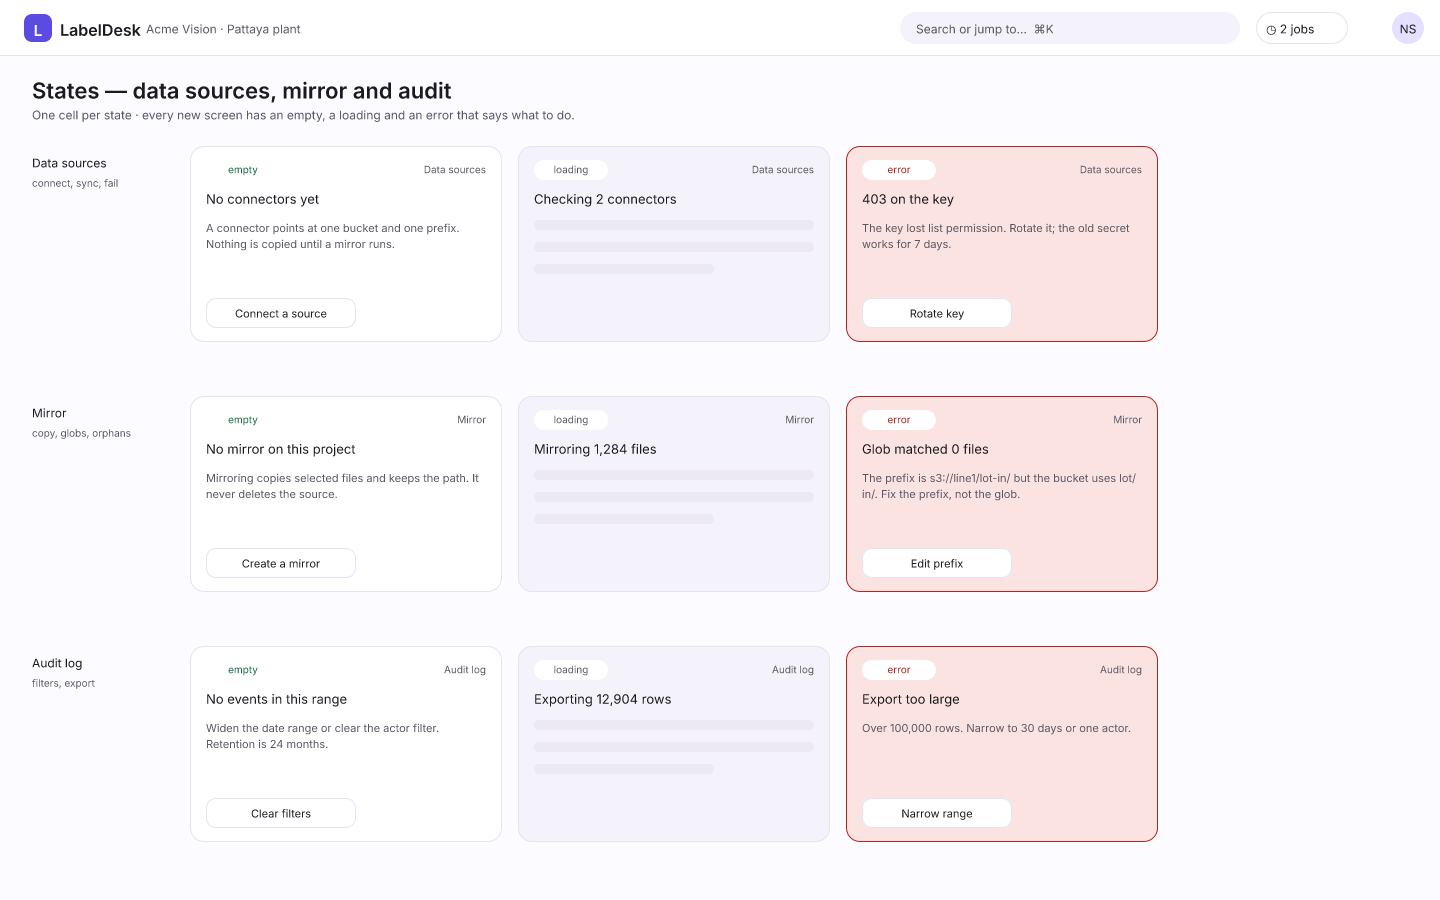 L LabelDesk Acme Vision · Pattaya plant
Search or jump to... ⌘K
◷ 2 jobs
NS
States — data sources, mirror and audit
One cell per state · every new screen has an empty, a loading and an error that says what to do.
Data sources
connect, sync, fail
empty
Data sources
No connectors yet
A connector points at one bucket and one prefix.
Nothing is copied until a mirror runs.
Connect a source
loading
Data sources
Checking 2 connectors
error
Data sources
403 on the key
The key lost list permission. Rotate it; the old secret
works for 7 days.
Rotate key
Mirror
copy, globs, orphans
empty
Mirror
No mirror on this project
Mirroring copies selected files and keeps the path. It
never deletes the source.
Create a mirror
loading
Mirror
Mirroring 1,284 files
error
Mirror
Glob matched 0 files
The prefix is s3://line1/lot-in/ but the bucket uses lot/
in/. Fix the prefix, not the glob.
Edit prefix
Audit log
filters, export
empty
Audit log
No events in this range
Widen the date range or clear the actor filter.
Retention is 24 months.
Clear filters
loading
Audit log
Exporting 12,904 rows
error
Audit log
Export too large
Over 100,000 rows. Narrow to 30 days or one actor.
Narrow range